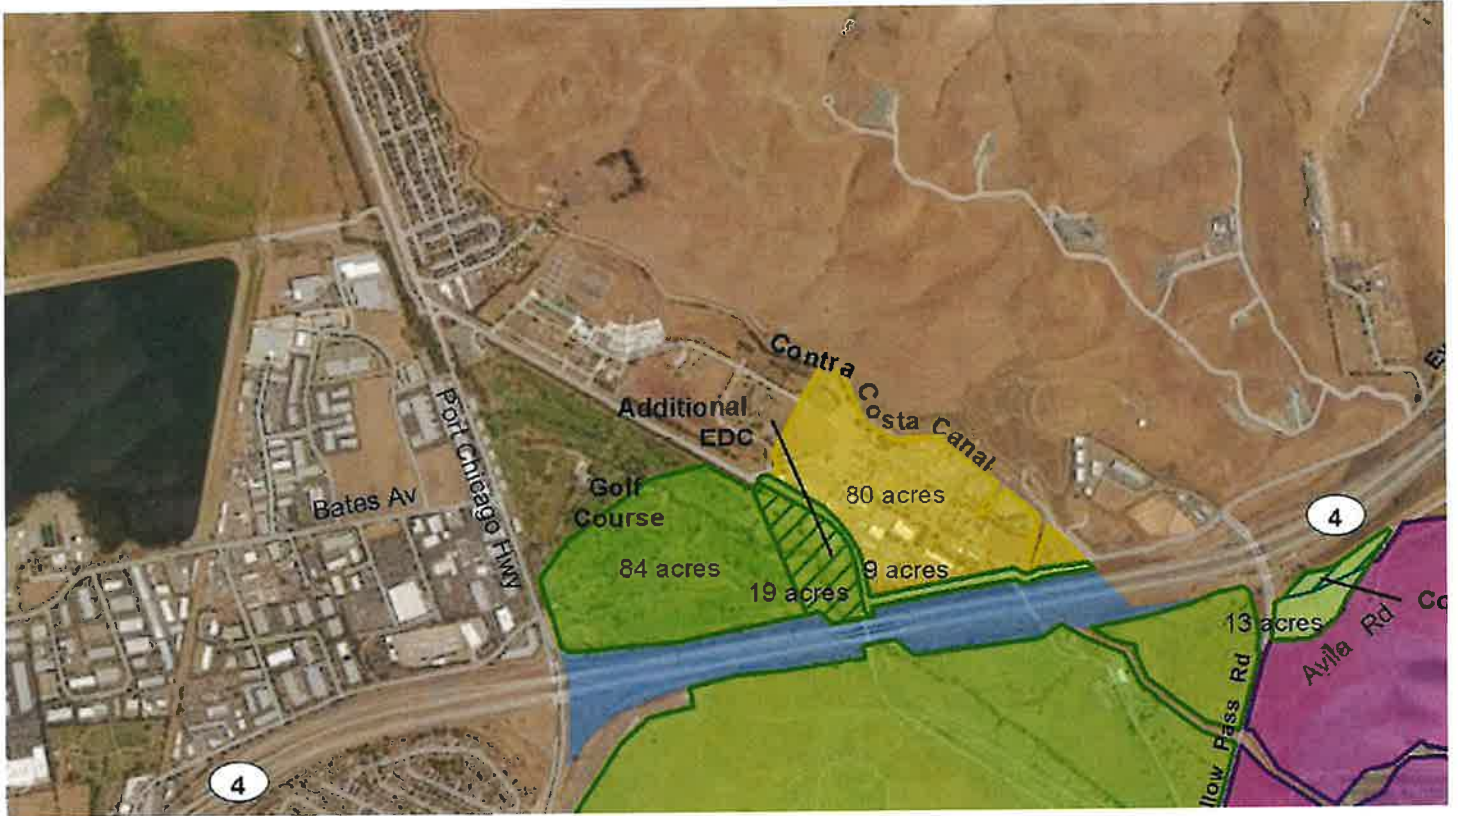 Contra Costa Canal
Additional
EDC
Port Chicago Hwy
Golf
Course
80 acres
Bates Av
4
84 acres
9 acres
19 acres
13 acres
Avila Rd
Pass Rd
4